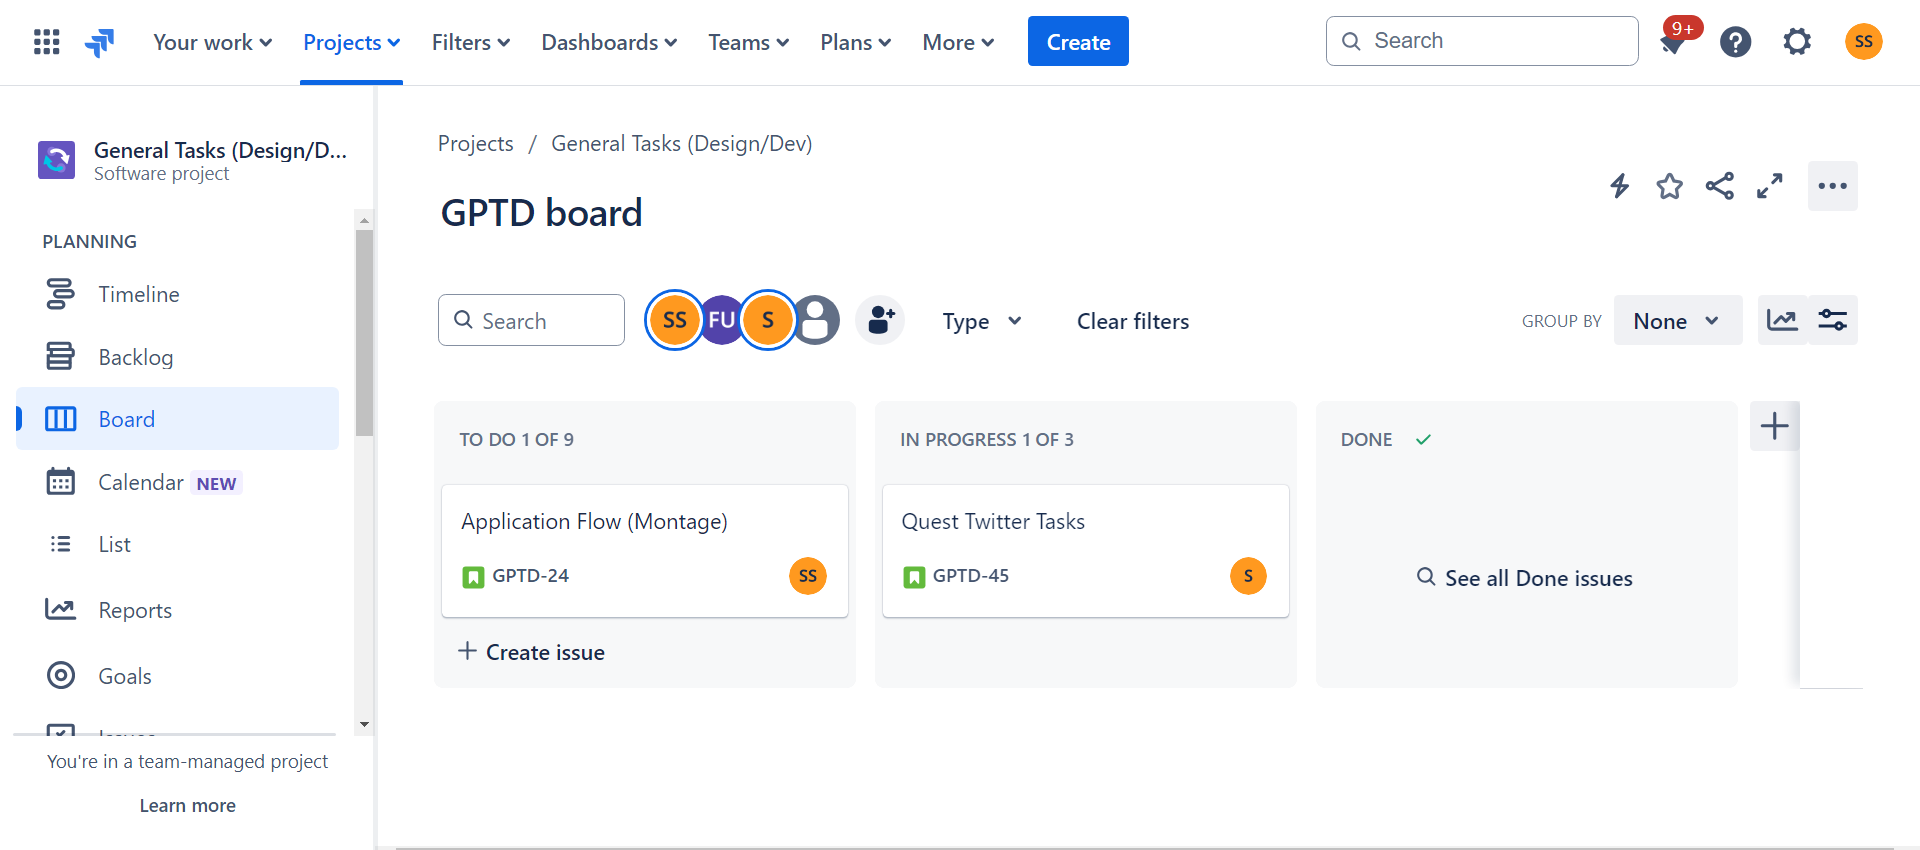 Your work
Projects
Filters
Dashboards
Teams
Plans
More
Create
Search
9+
SS
General Tasks (Design/D...
Software project
PLANNING
Timeline
Backlog
Board
Calendar NEW
List
Reports
Goals
Issues
You're in a team-managed project
Learn more
Projects / General Tasks (Design/Dev)
GPTD board
Search
SS FU S
Type
Clear filters
GROUP BY None
TO DO 1 OF 9
Application Flow (Montage)
GPTD-24 SS
Create issue
IN PROGRESS 1 OF 3
Quest Twitter Tasks
GPTD-45 S
DONE
See all Done issues